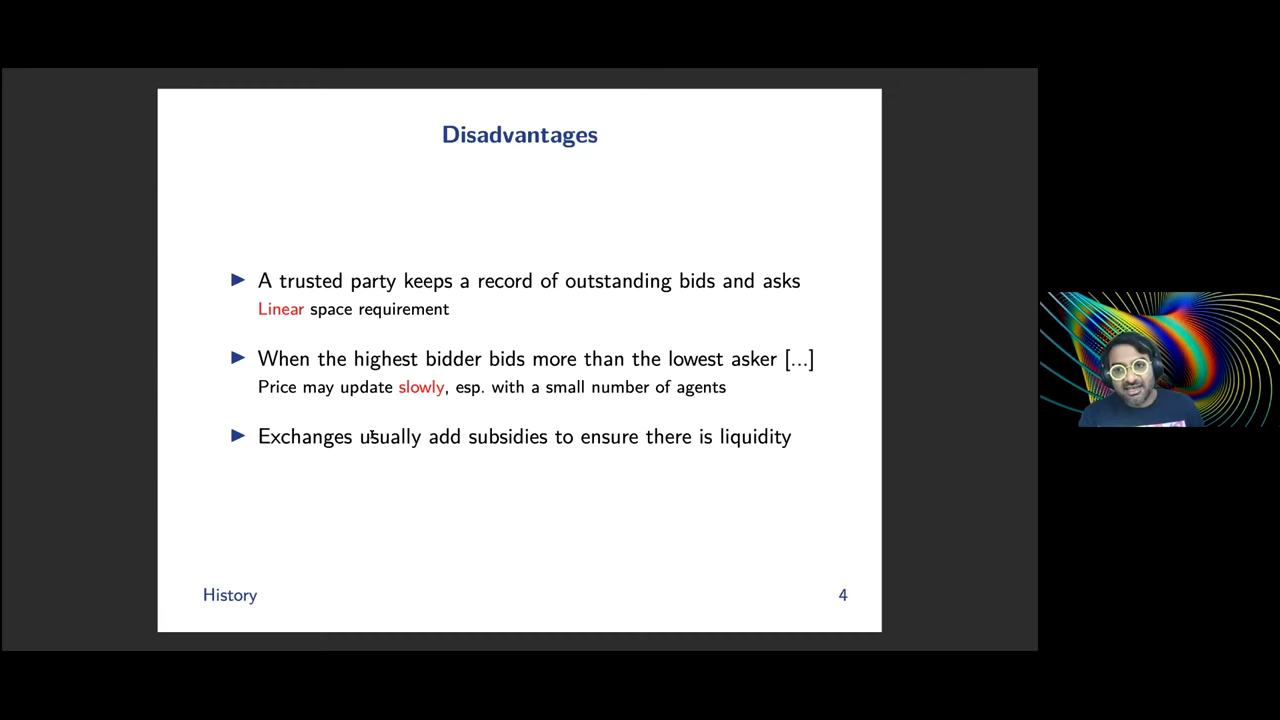 Disadvantages
A trusted party keeps a record of outstanding bids and asks
Linear space requirement
When the highest bidder bids more than the lowest asker [...]
Price may update slowly, esp. with a small number of agents
Exchanges usually add subsidies to ensure there is liquidity
History
4